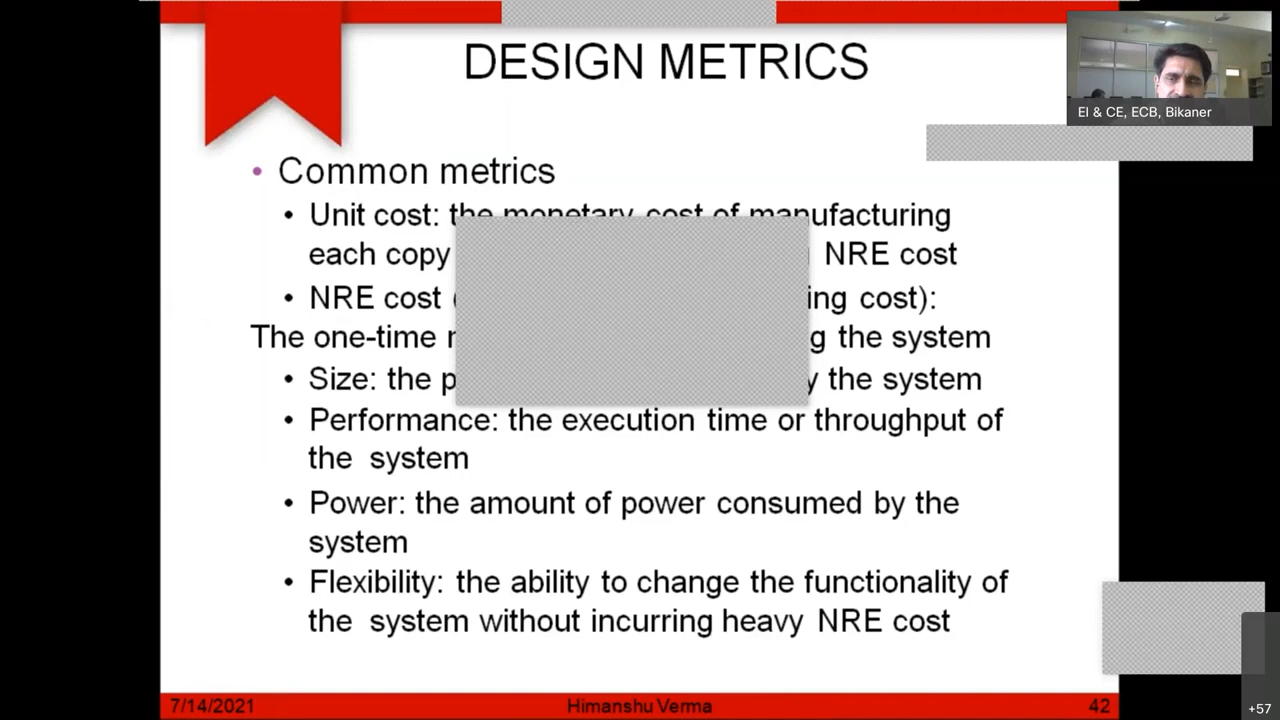 DESIGN METRICS
EI & CE, ECB, Bikaner
• Common metrics
• Unit cost: the monetary cost of manufacturing
each copy NRE cost
• NRE cost cost):
The one-time the system
• Size: the the system
• Performance: the execution time or throughput of
the system
• Power: the amount of power consumed by the
system
• Flexibility: the ability to change the functionality of
the system without incurring heavy NRE cost
7/14/2021 Himanshu Verma 42
+57